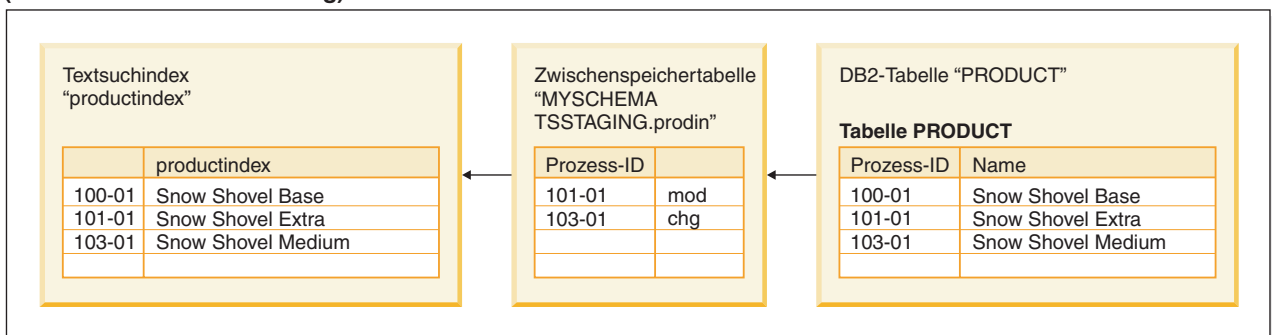 Textsuchindex
“productindex”
productindex
100-01 Snow Shovel Base
101-01 Snow Shovel Extra
103-01 Snow Shovel Medium
Zwischenspeichertabelle
“MYSCHEMA
TSSTAGING.prodin”
Prozess-ID
101-01 mod
103-01 chg
DB2-Tabelle “PRODUCT”
Tabelle PRODUCT
Prozess-ID Name
100-01 Snow Shovel Base
101-01 Snow Shovel Extra
103-01 Snow Shovel Medium